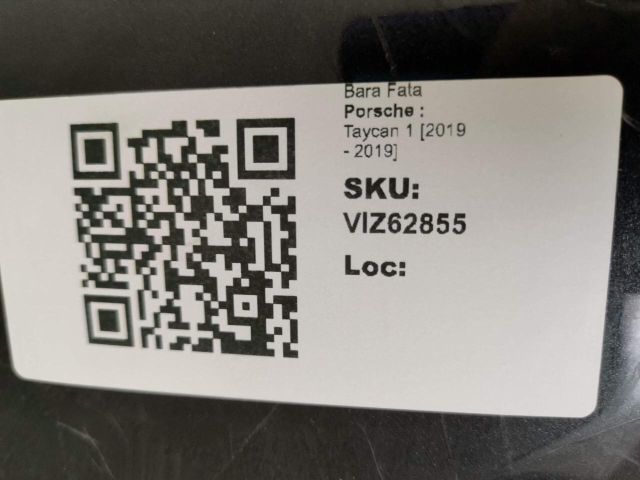 Bara Fata
Porsche :
Taycan 1 [2019
- 2019]
SKU:
VIZ62855
Loc: